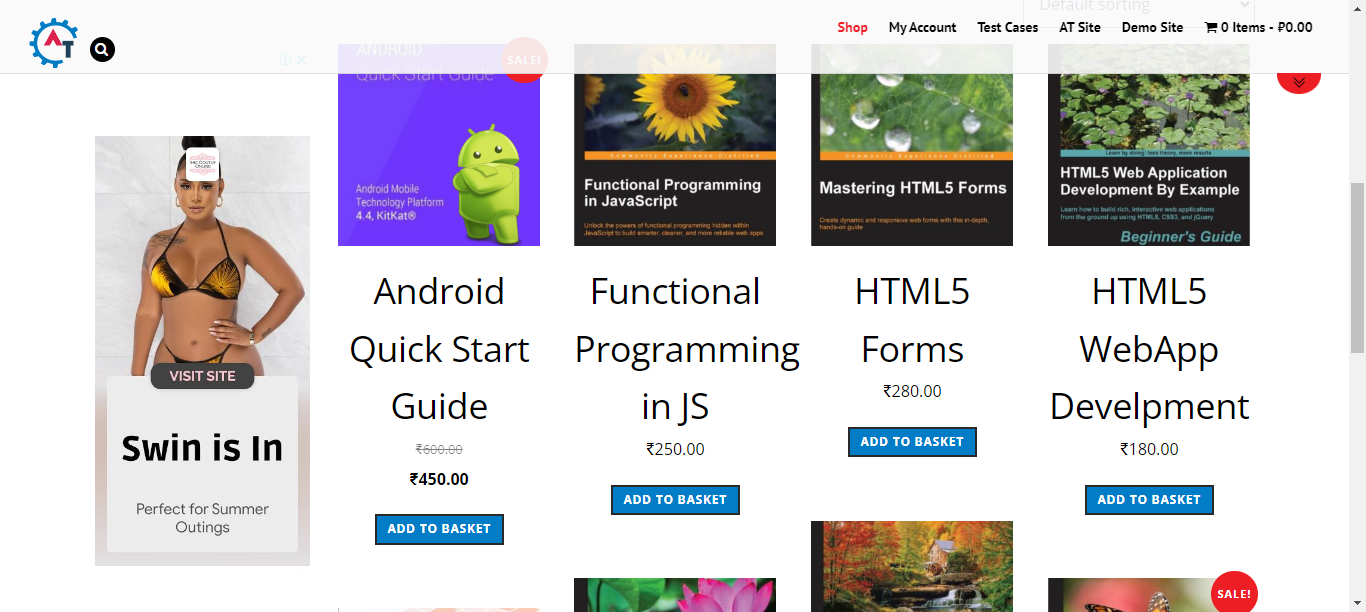 Default sorting
AT
Shop
My Account
Test Cases
AT Site
Demo Site
0 Items - ₽0.00
ANDROID
Quick Start Guide
SALE!
Android Mobile
Technology Platform
4.4, KitKat®
Community Experience Distilled
Functional Programming
in JavaScript
Unlock the powers of functional programming hidden within
JavaScript to build smarter, cleaner, and more reliable web apps
Community Experience Distilled
Mastering HTML5 Forms
Create dynamic and responsive web forms with this in-depth,
hands-on guide
Learn by doing: less theory, more results
HTML5 Web Application
Development By Example
Learn how to build rich, interactive web applications
from the ground up using HTML5, CSS3, and jQuery
Beginner's Guide
VISIT SITE
Swin is In
Perfect for Summer
Outings
Android
Quick Start
Guide
₹600.00
₹450.00
ADD TO BASKET
Functional
Programming
in JS
₹250.00
ADD TO BASKET
HTML5
Forms
₹280.00
ADD TO BASKET
HTML5
WebApp
Develpment
₹180.00
ADD TO BASKET
SALE!